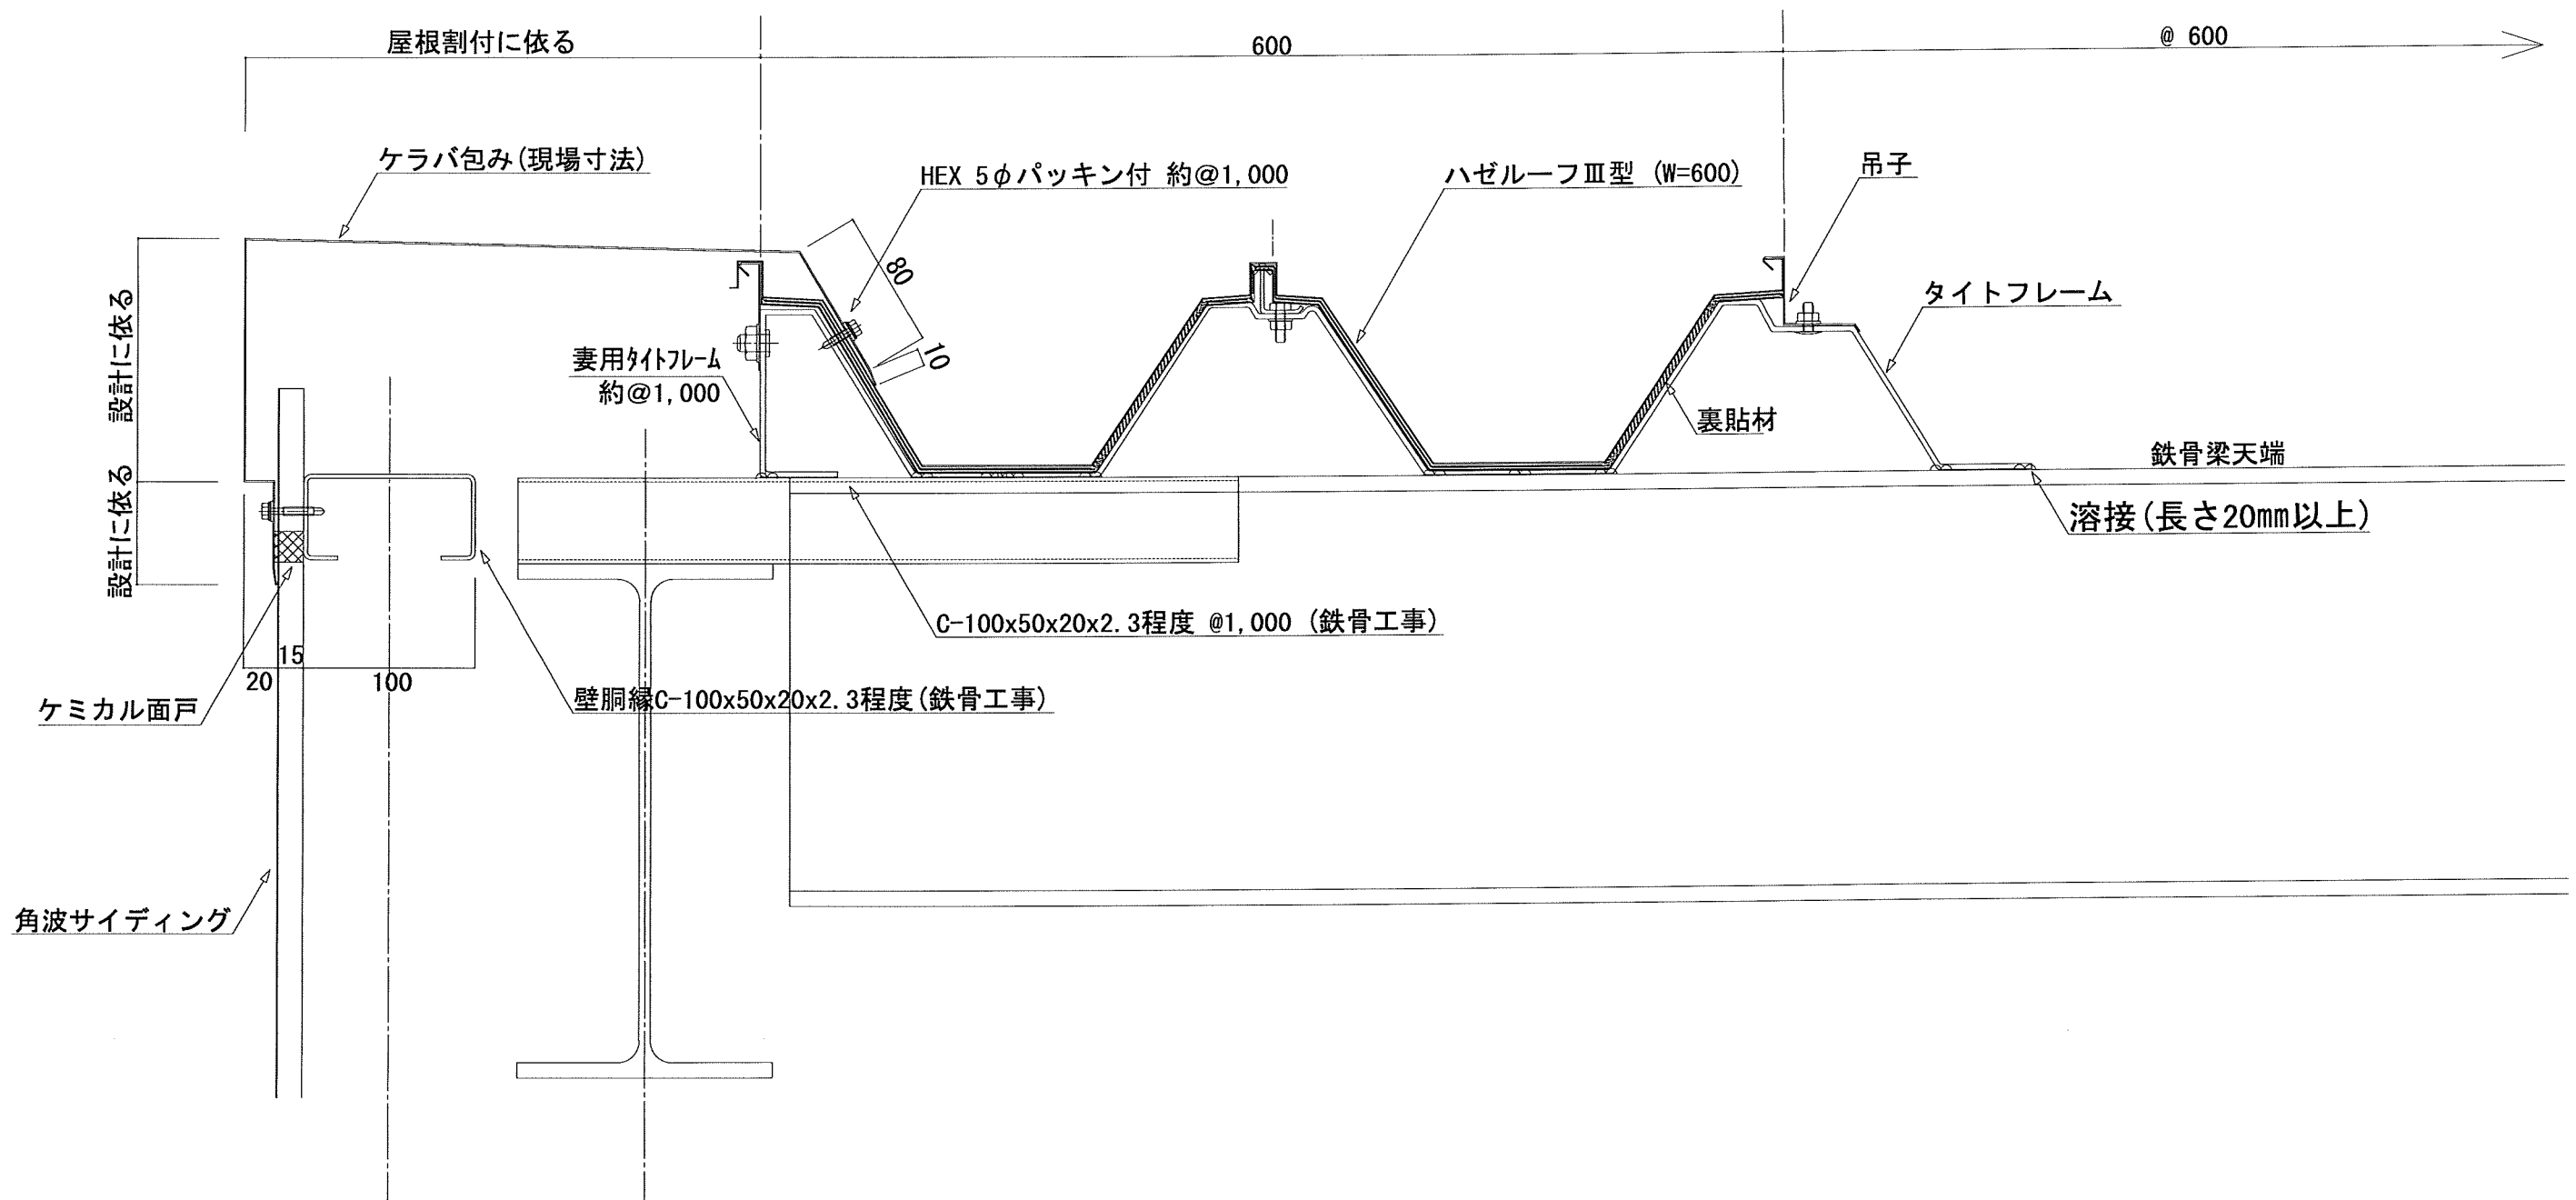 屋根割付に依る
600
@ 600
ケラバ包み(現場寸法)
HEX 5φパッキン付 約@1,000
ハゼルーフⅢ型 (W=600)
吊子
80
10
タイトフレーム
設計に依る
設計に依る
妻用ﾀｲﾄﾌﾚｰﾑ
約@1,000
裏貼材
鉄骨梁天端
溶接(長さ20㎜以上)
C-100x50x20x2.3程度 @1,000 (鉄骨工事)
15
20
100
ケミカル面戸
壁胴縁C-100x50x20x2.3程度(鉄骨工事)
角波サイディング